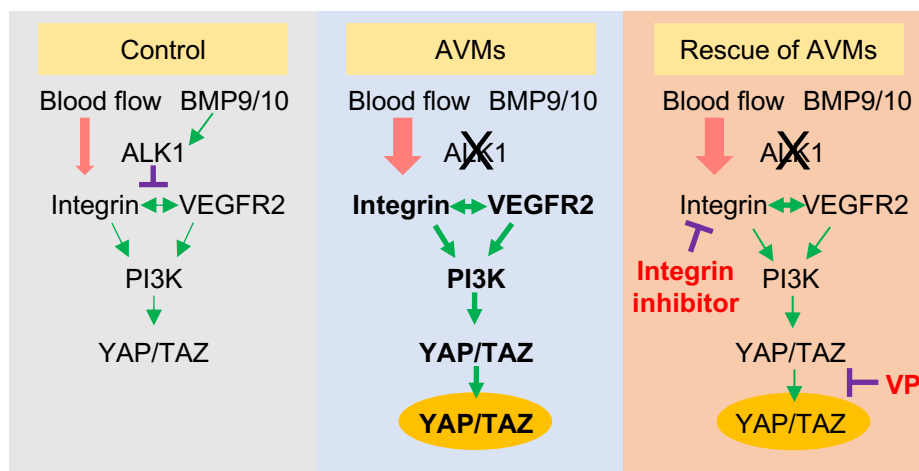 Control
Blood flow BMP9/10
ALK1
Integrin VEGFR2
PI3K
YAP/TAZ
AVMs
Blood flow BMP9/10
ALK1
Integrin VEGFR2
PI3K
YAP/TAZ
YAP/TAZ
Rescue of AVMs
Blood flow BMP9/10
ALK1
Integrin VEGFR2
Integrin
inhibitor
PI3K
YAP/TAZ
VP
YAP/TAZ